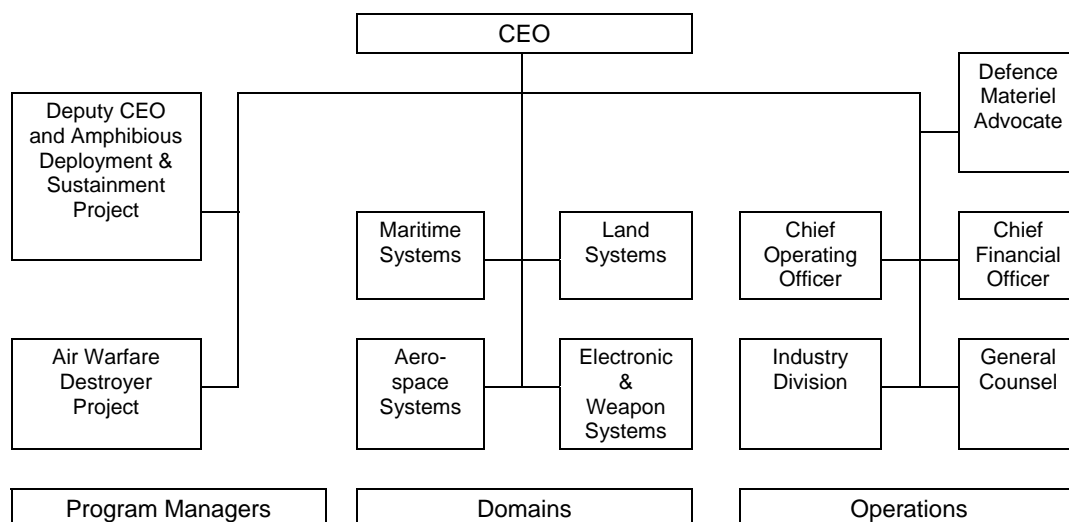 CEO
Defence
Materiel
Advocate
Deputy CEO
and Amphibious
Deployment &
Sustainment
Project
Maritime
Systems
Land
Systems
Chief
Operating
Officer
Chief
Financial
Officer
Air Warfare
Destroyer
Project
Aero-
space
Systems
Electronic
&
Weapon
Systems
Industry
Division
General
Counsel
Program Managers
Domains
Operations